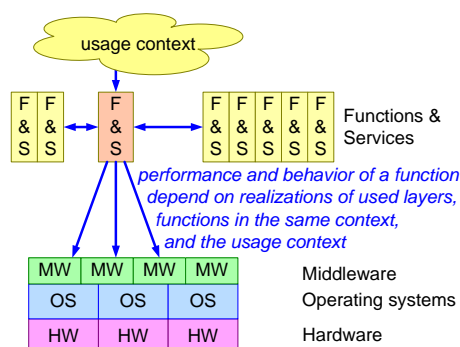 usage context
F F F F F F F F
& & & & & & & &
S S S S S S S S
Functions &
Services
performance and behavior of a function
depend on realizations of used layers,
functions in the same context,
and the usage context
MW MW MW MW
Middleware
OS OS OS
Operating systems
HW HW HW
Hardware